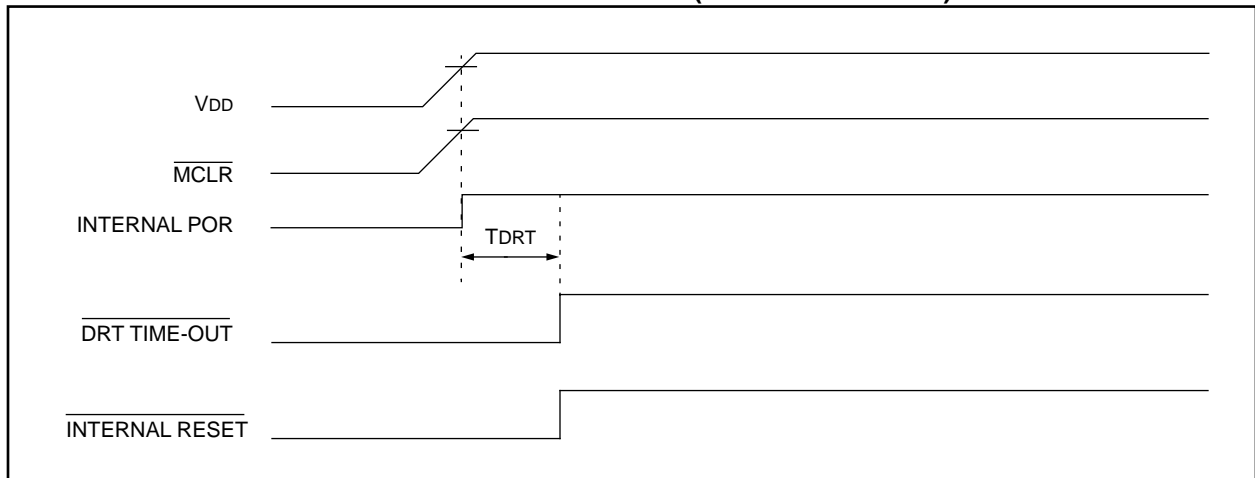 VDD
MCLR
INTERNAL POR
TDRT
DRT TIME-OUT
INTERNAL RESET